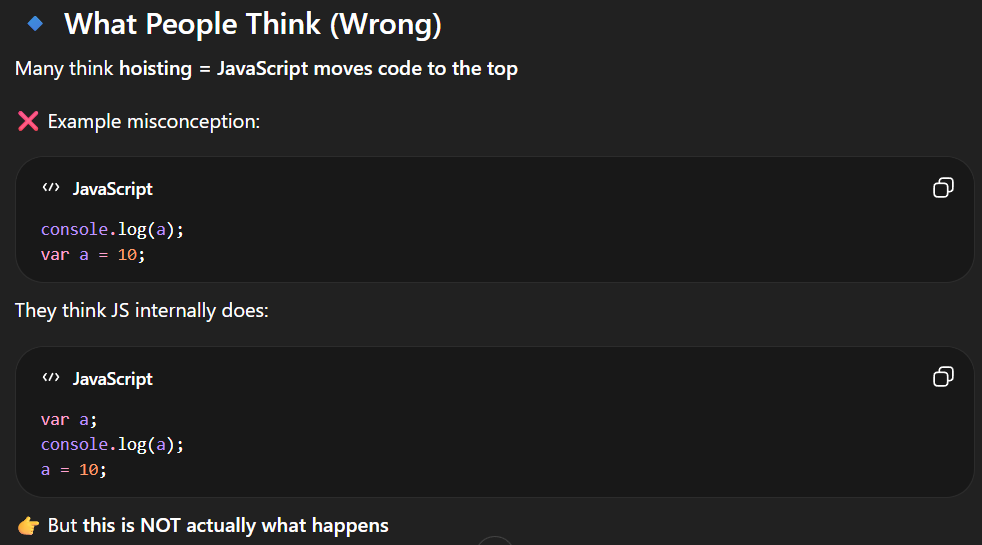 What People Think (Wrong)
Many think hoisting = JavaScript moves code to the top
Example misconception:
JavaScript
console.log(a);
var a = 10;
They think JS internally does:
JavaScript
var a;
console.log(a);
a = 10;
But this is NOT actually what happens